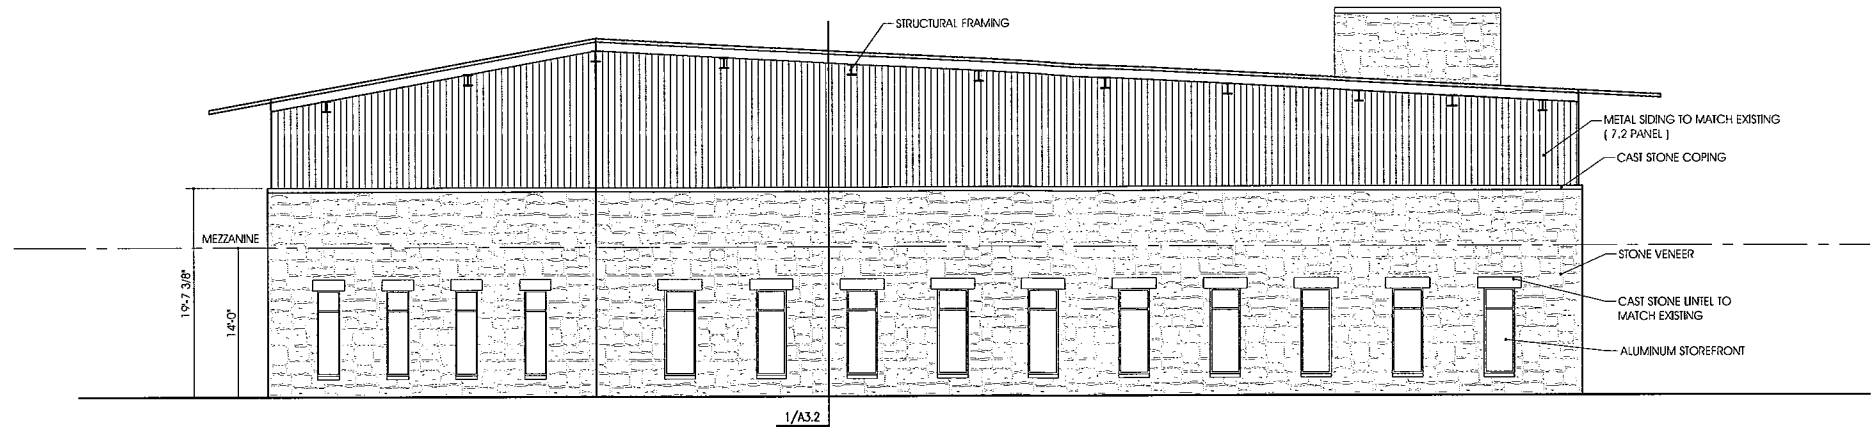 STRUCTURAL FRAMING
METAL SIDING TO MATCH EXISTING
( 7.2 PANEL )
CAST STONE COPING
MEZZANINE
STONE VENEER
19'-7 3/8"
14'-0"
CAST STONE LINTEL TO
MATCH EXISTING
ALUMINUM STOREFRONT
1/A3.2